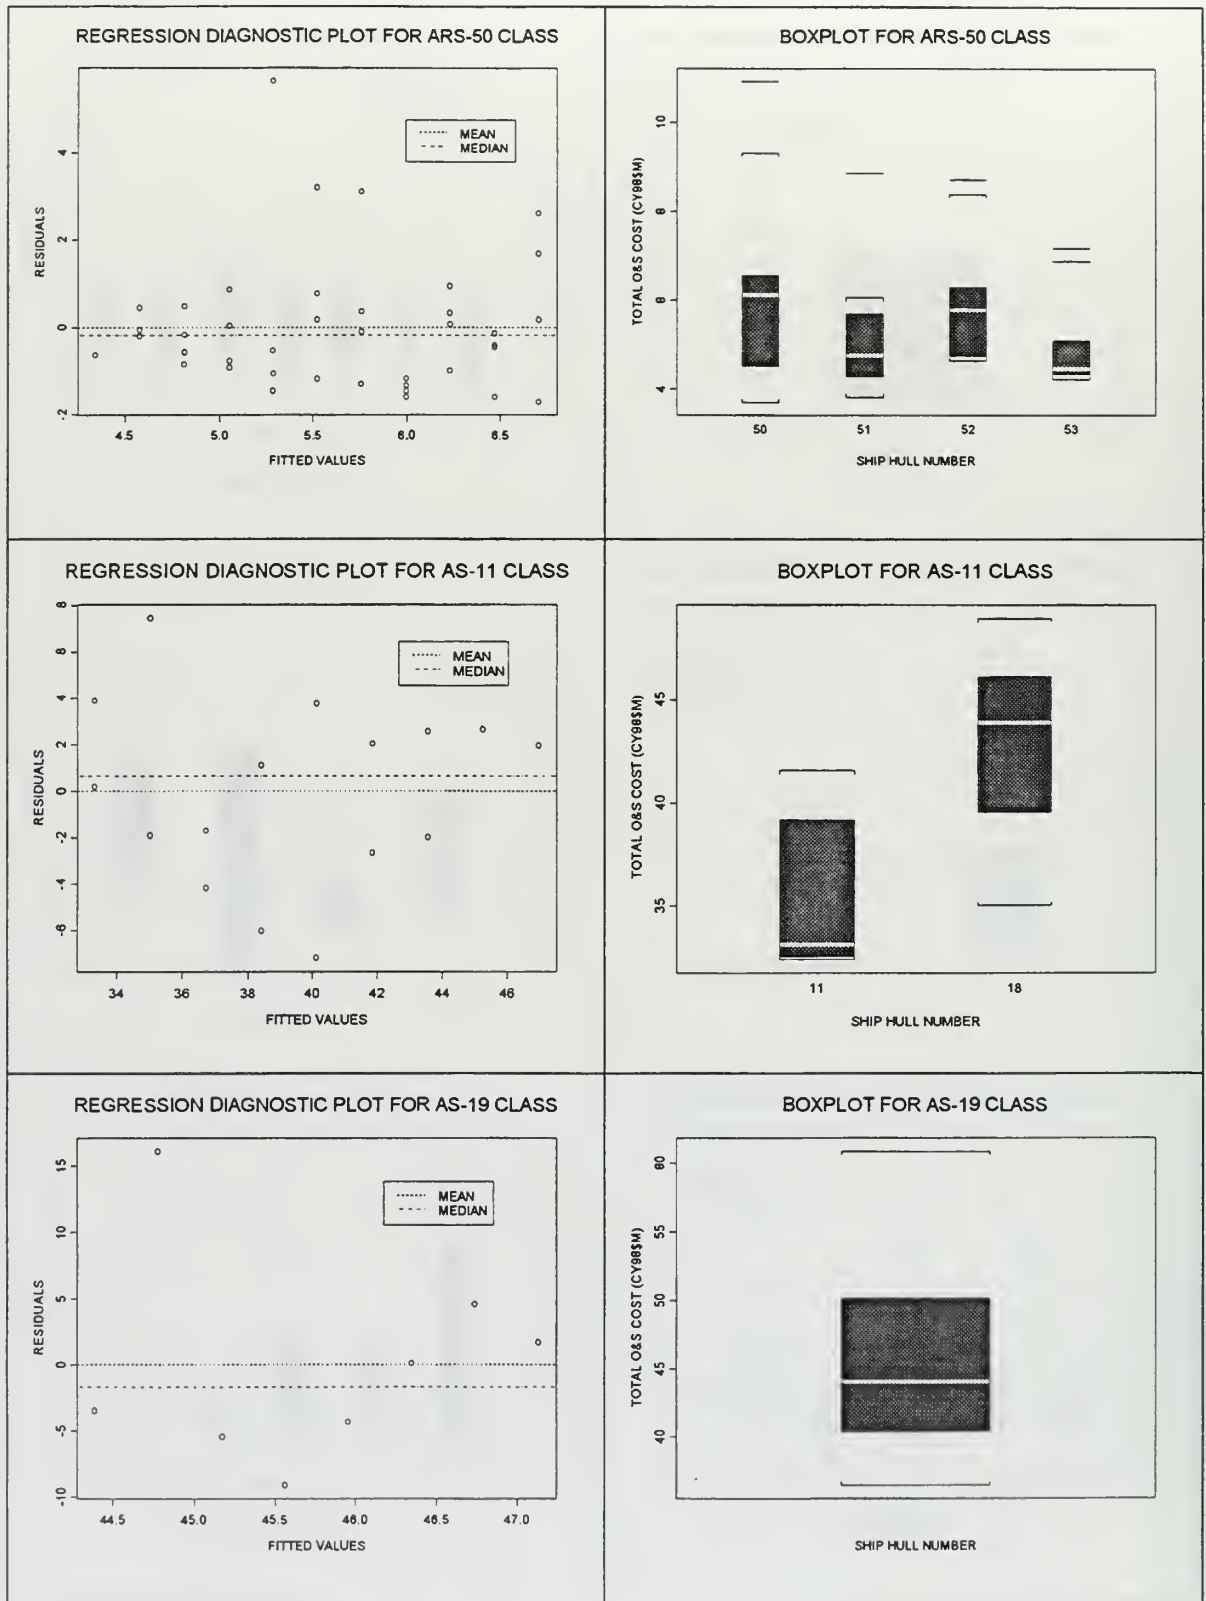 REGRESSION DIAGNOSTIC PLOT FOR ARS-50 CLASS
RESIDUALS
4
2
0
-2
MEAN
MEDIAN
4.5 5.0 5.5 6.0 6.5
FITTED VALUES
BOXPLOT FOR ARS-50 CLASS
TOTAL O&S COST (CY98$M)
10
8
6
4
50 51 52 53
SHIP HULL NUMBER
REGRESSION DIAGNOSTIC PLOT FOR AS-11 CLASS
RESIDUALS
8
6
4
2
0
-2
-4
-6
MEAN
MEDIAN
34 36 38 40 42 44 46
FITTED VALUES
BOXPLOT FOR AS-11 CLASS
TOTAL O&S COST (CY98$M)
45
40
35
11 18
SHIP HULL NUMBER
REGRESSION DIAGNOSTIC PLOT FOR AS-19 CLASS
RESIDUALS
15
10
5
0
-5
-10
MEAN
MEDIAN
44.5 45.0 45.5 46.0 46.5 47.0
FITTED VALUES
BOXPLOT FOR AS-19 CLASS
TOTAL O&S COST (CY98$M)
60
55
50
45
40
SHIP HULL NUMBER